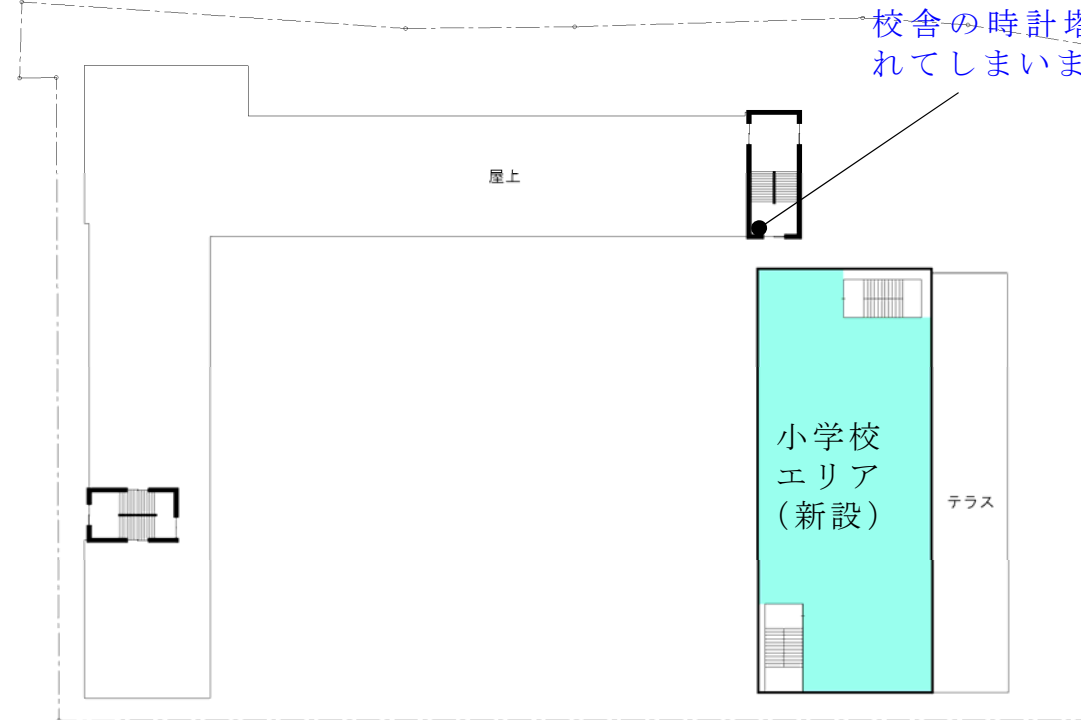 校舎の時計塔
れてしまいま
屋上
小学校
エリア
(新設)
テラス